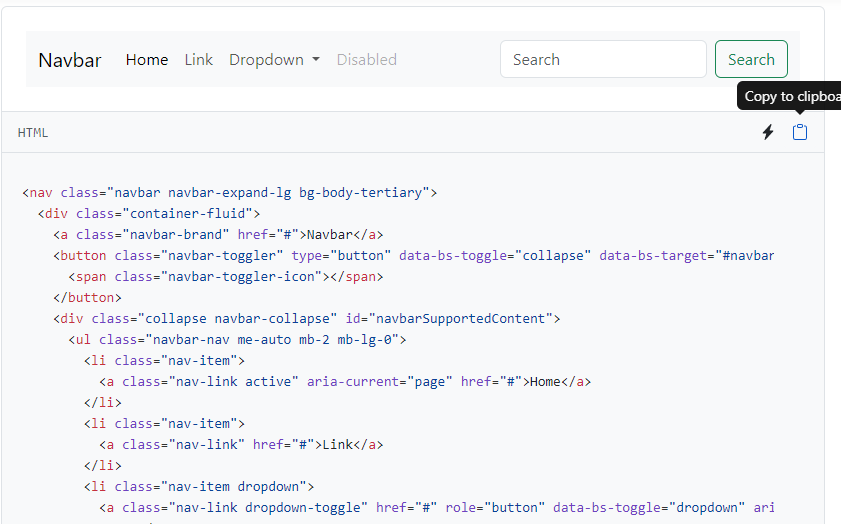 Navbar Home Link Dropdown Disabled Search Search
Copy to clipboa
HTML
<nav class="navbar navbar-expand-lg bg-body-tertiary">
<div class="container-fluid">
<a class="navbar-brand" href="#">Navbar</a>
<button class="navbar-toggler" type="button" data-bs-toggle="collapse" data-bs-target="#navbar
<span class="navbar-toggler-icon"></span>
</button>
<div class="collapse navbar-collapse" id="navbarSupportedContent">
<ul class="navbar-nav me-auto mb-2 mb-lg-0">
<li class="nav-item">
<a class="nav-link active" aria-current="page" href="#">Home</a>
</li>
<li class="nav-item">
<a class="nav-link" href="#">Link</a>
</li>
<li class="nav-item dropdown">
<a class="nav-link dropdown-toggle" href="#" role="button" data-bs-toggle="dropdown" ari